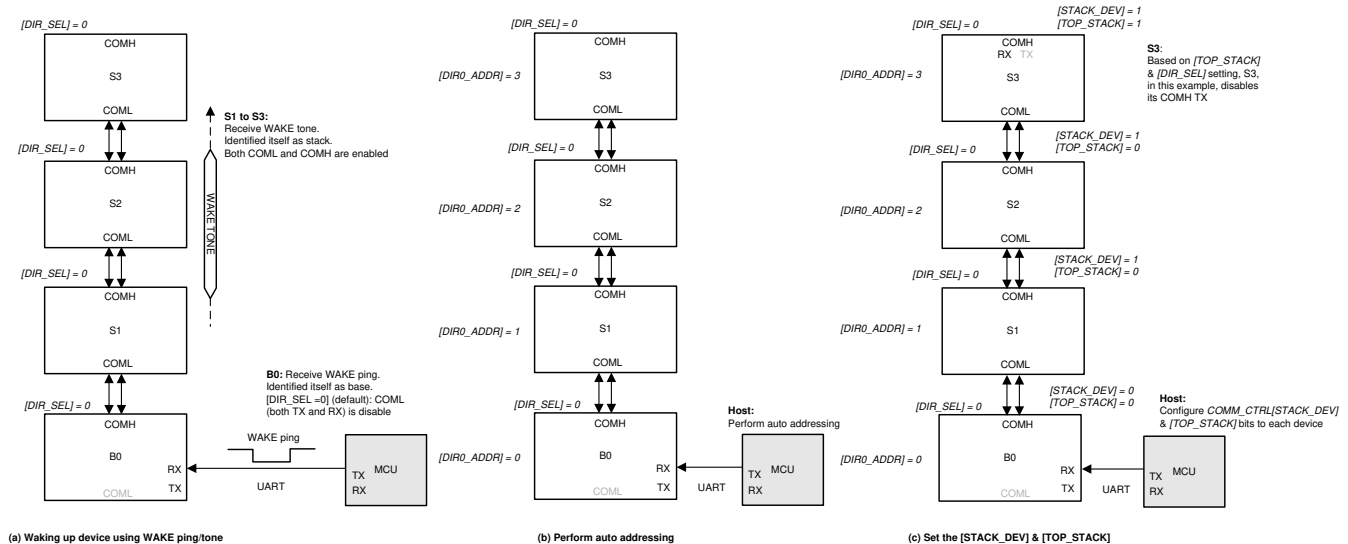 [DIR_SEL] = 0
COMH
S3
COML
S1 to S3:
Receive WAKE tone.
Identified itself as stack.
Both COML and COMH are enabled
[DIR_SEL] = 0
COMH
S2
COML
WAKE TONE
[DIR_SEL] = 0
COMH
S1
COML
B0: Receive WAKE ping.
Identified itself as base.
[DIR_SEL =0] (default): COML
(both TX and RX) is disable
[DIR_SEL] = 0
COMH
B0
RX
TX
COML
WAKE ping
UART
TX
RX
MCU
(a) Waking up device using WAKE ping/tone
[DIR_SEL] = 0
COMH
[DIR0_ADDR] = 3
S3
COML
[DIR_SEL] = 0
COMH
[DIR0_ADDR] = 2
S2
COML
[DIR_SEL] = 0
COMH
[DIR0_ADDR] = 1
S1
COML
[DIR_SEL] = 0
COMH
[DIR0_ADDR] = 0
B0
RX
TX
COML
UART
Host:
Perform auto addressing
TX
RX
MCU
(b) Perform auto addressing
[STACK_DEV] = 1
[TOP_STACK] = 1
[DIR_SEL] = 0
COMH
RX TX
[DIR0_ADDR] = 3
S3
COML
S3:
Based on [TOP_STACK]
& [DIR_SEL] setting, S3,
in this example, disables
its COMH TX
[STACK_DEV] = 1
[TOP_STACK] = 0
[DIR_SEL] = 0
COMH
[DIR0_ADDR] = 2
S2
COML
[STACK_DEV] = 1
[TOP_STACK] = 0
[DIR_SEL] = 0
COMH
[DIR0_ADDR] = 1
S1
COML
[STACK_DEV] = 0
[TOP_STACK] = 0
[DIR_SEL] = 0
COMH
[DIR0_ADDR] = 0
B0
RX
TX
COML
UART
Host:
Configure COMM_CTRL[STACK_DEV]
& [TOP_STACK] bits to each device
TX
RX
MCU
(c) Set the [STACK_DEV] & [TOP_STACK]